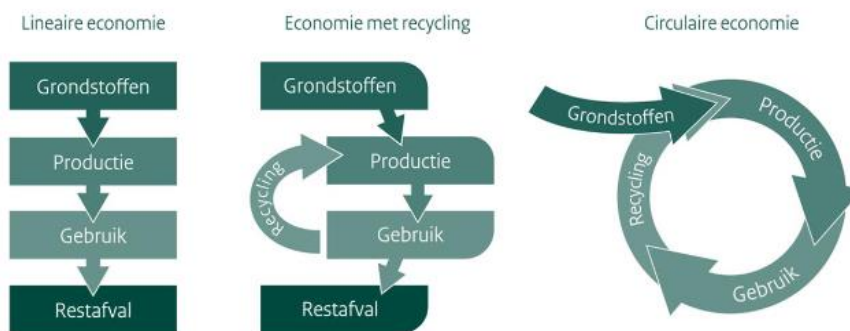 Lineaire economie
Grondstoffen
Productie
Gebruik
Restafval
Economie met recycling
Grondstoffen
Productie
Recycling
Gebruik
Restafval
Circulaire economie
Grondstoffen
Productie
Gebruik
Recycling